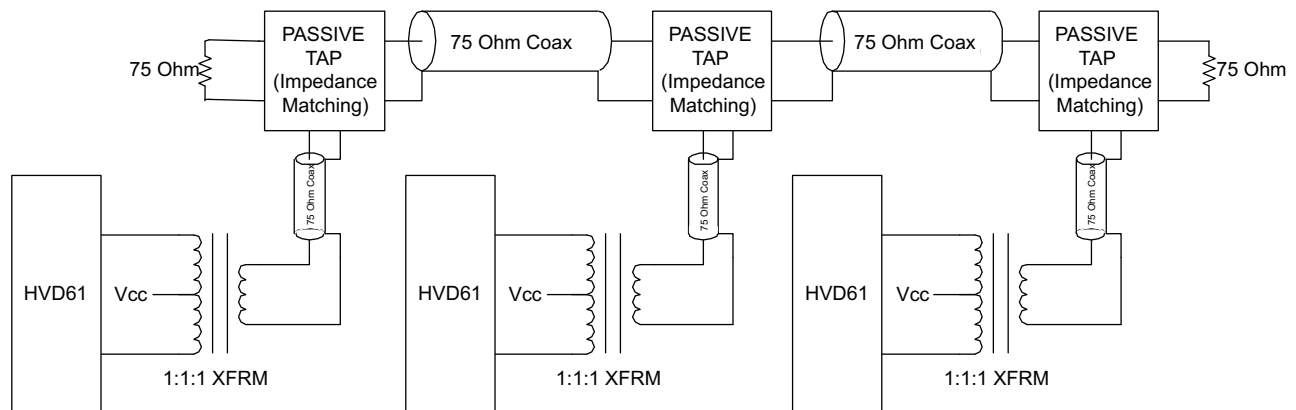 PASSIVE
TAP
(Impedance
Matching)
75 Ohm Coax
PASSIVE
TAP
(Impedance
Matching)
75 Ohm Coax
PASSIVE
TAP
(Impedance
Matching)
75 Ohm
75 Ohm
75 Ohm Coax
75 Ohm Coax
75 Ohm Coax
HVD61
Vcc
HVD61
Vcc
HVD61
Vcc
1:1:1 XFRM
1:1:1 XFRM
1:1:1 XFRM